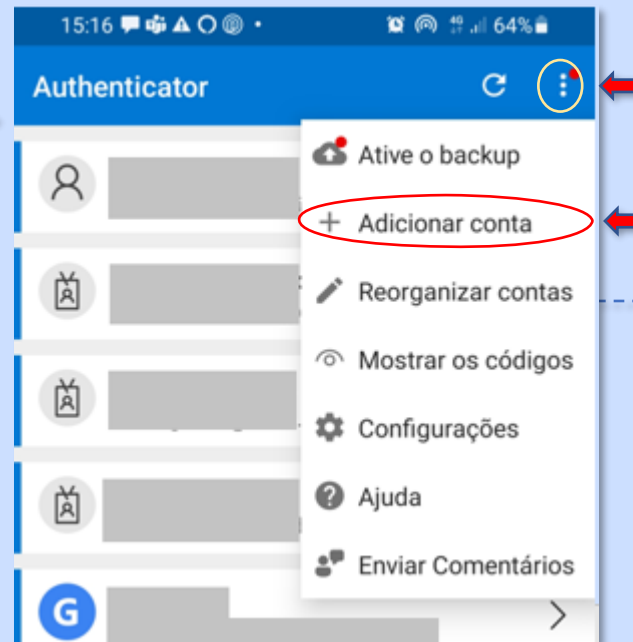 15:16 64%
Authenticator
Ative o backup
Adicionar conta
Reorganizar contas
Mostrar os códigos
Configurações
Ajuda
Enviar Comentários
G